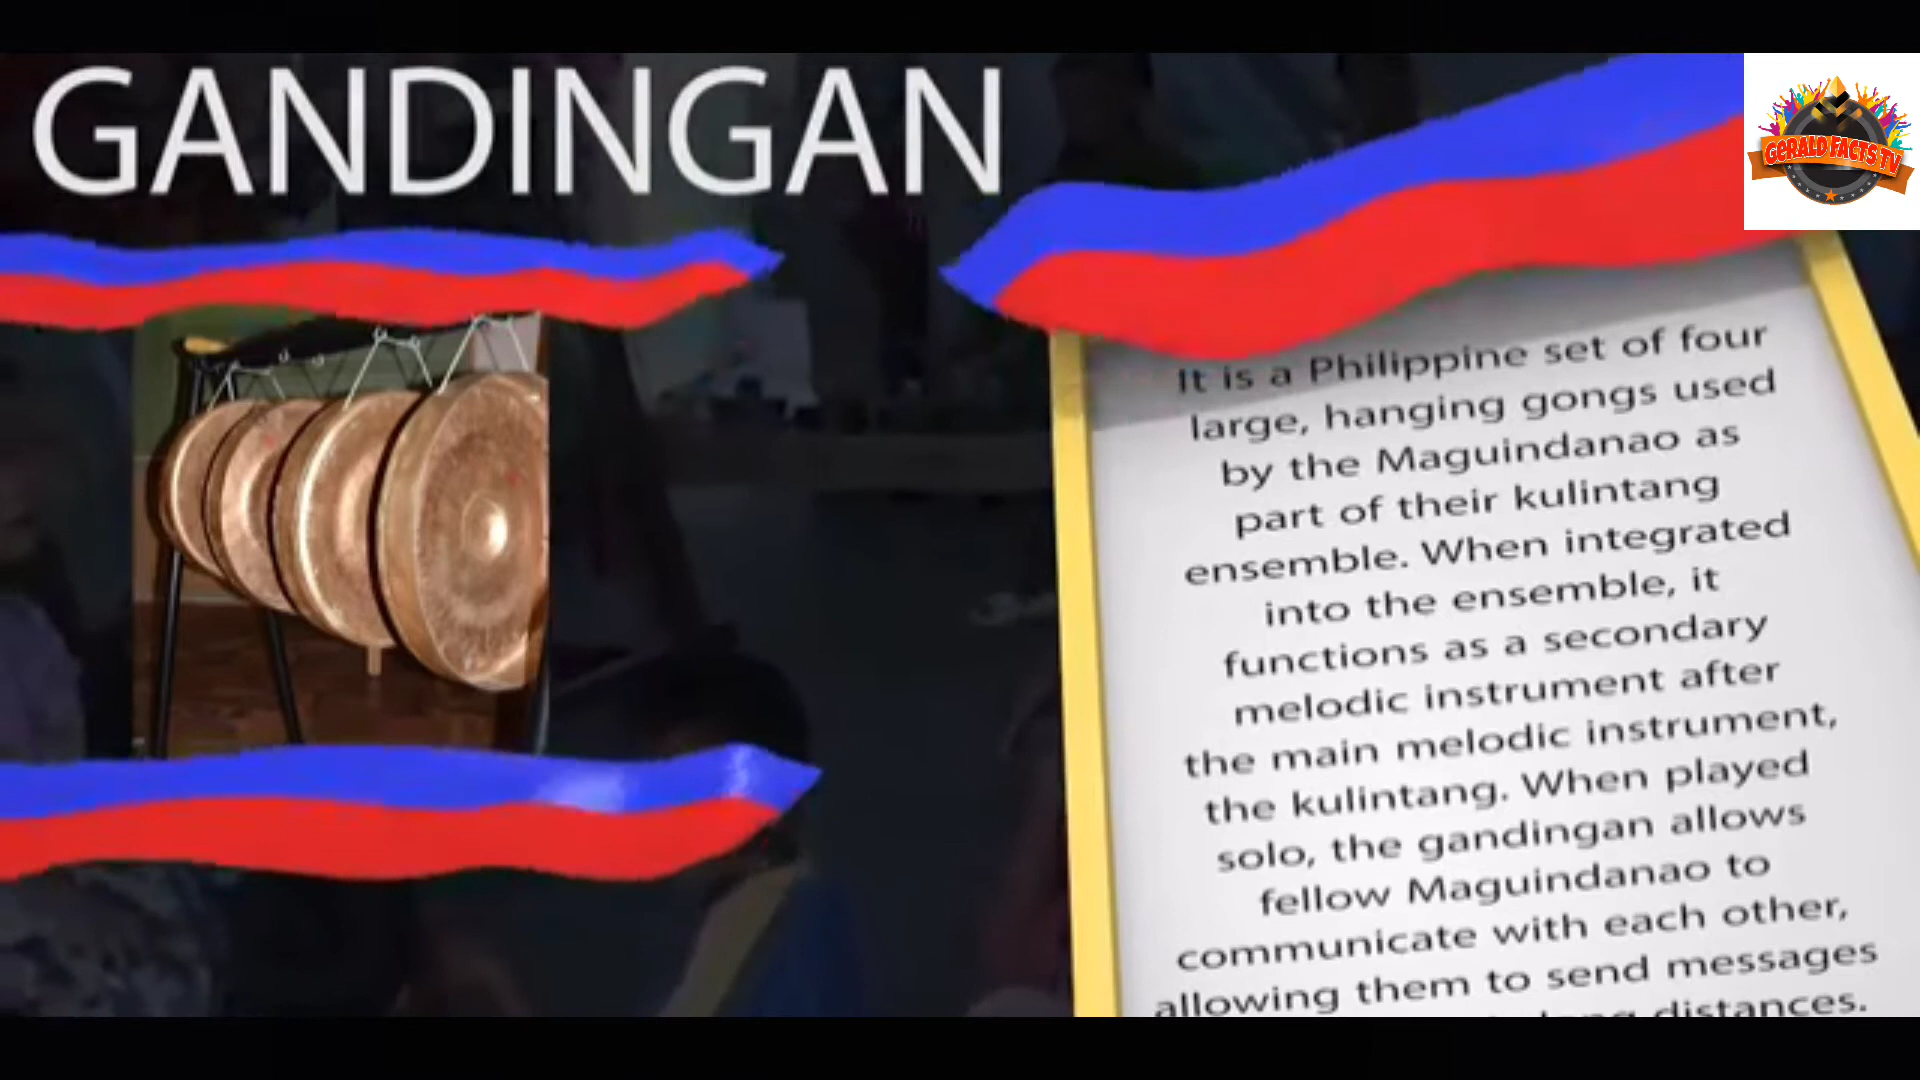 GANDINGAN
GERALD FACTS TV
It is a Philippine set of four
large, hanging gongs used
by the Maguindanao as
part of their kulintang
ensemble. When integrated
into the ensemble, it
functions as a secondary
melodic instrument after
the main melodic instrument,
the kulintang. When played
solo, the gandingan allows
fellow Maguindanao to
communicate with each other,
allowing them to send messages
distances.